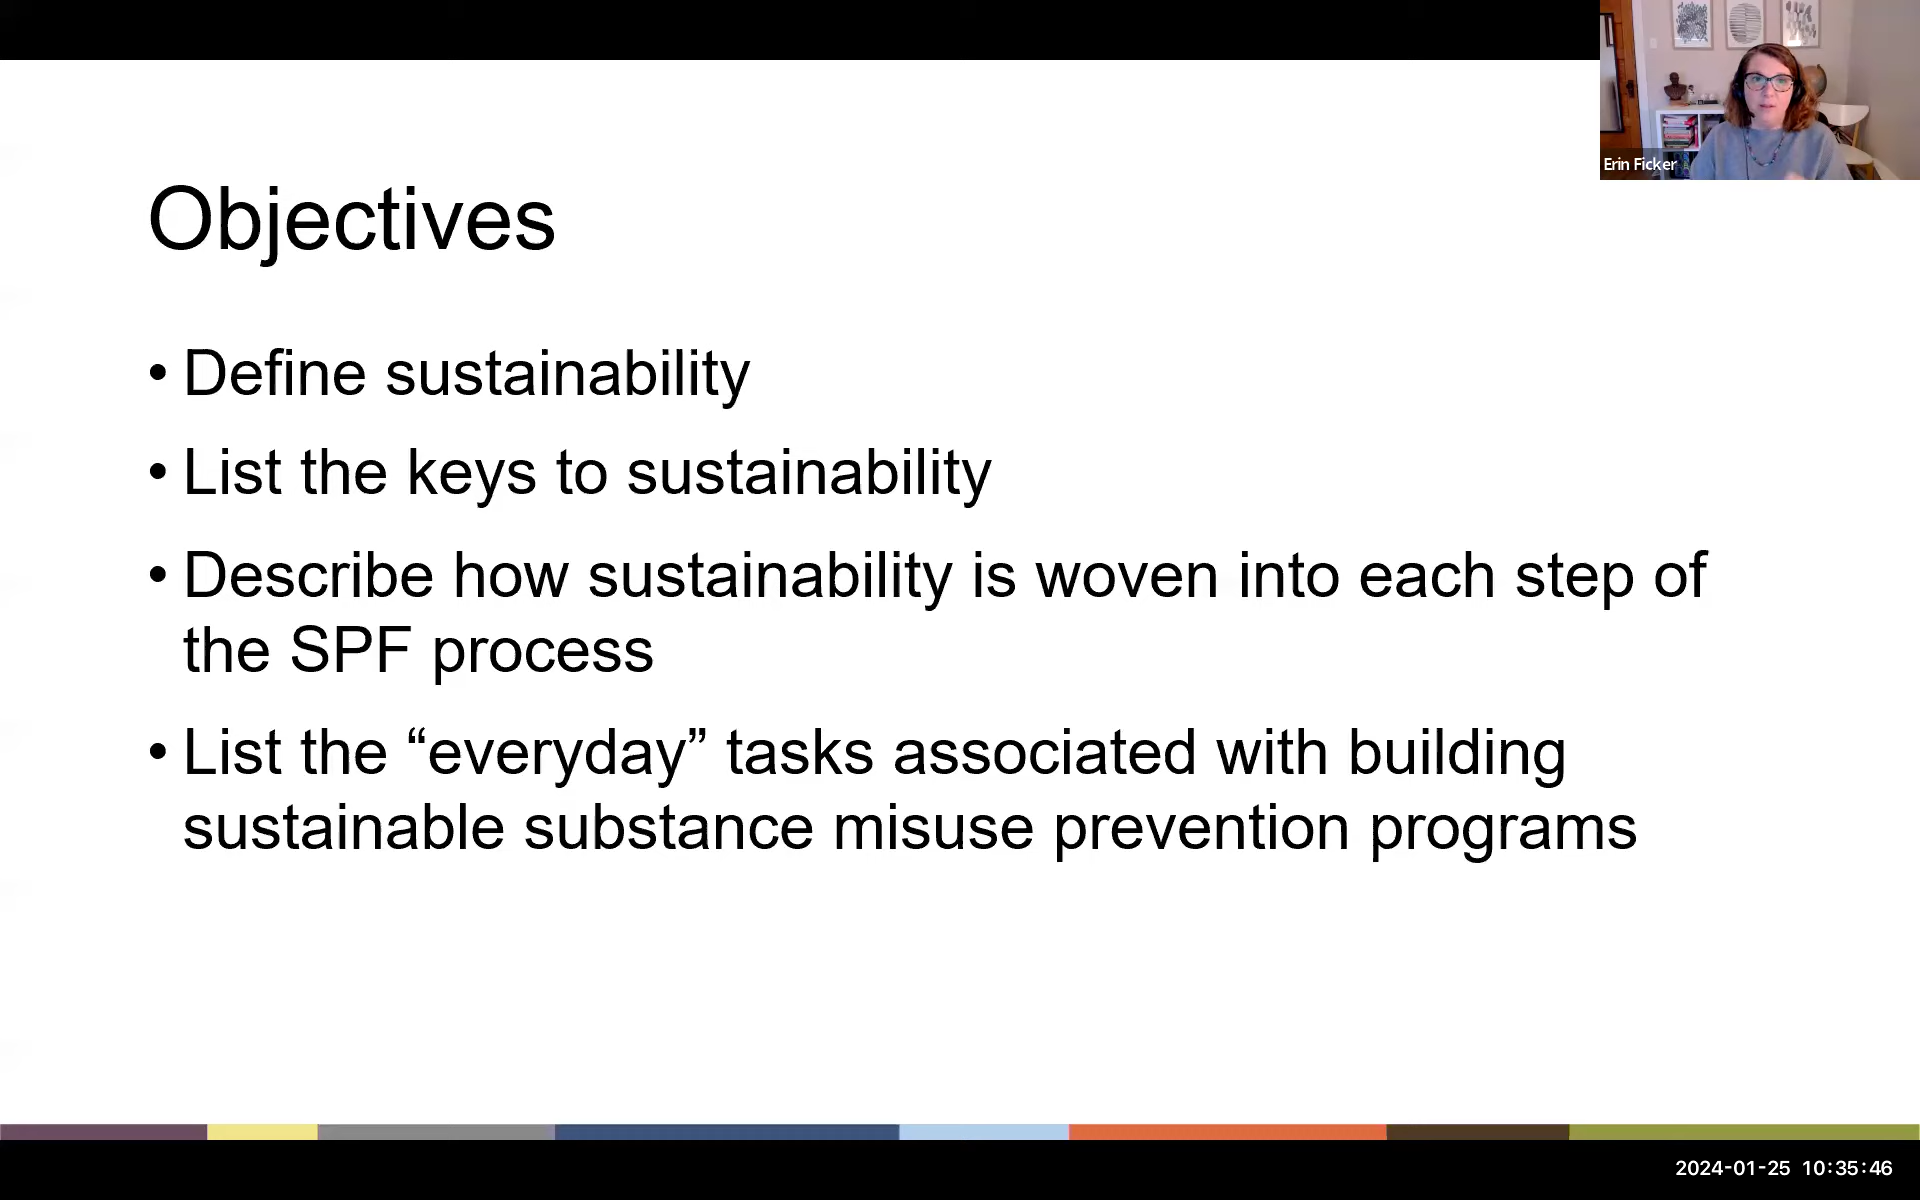 Erin Ficker
Objectives
• Define sustainability
• List the keys to sustainability
• Describe how sustainability is woven into each step of
the SPF process
• List the “everyday” tasks associated with building
sustainable substance misuse prevention programs
2024-01-25 10:35:46